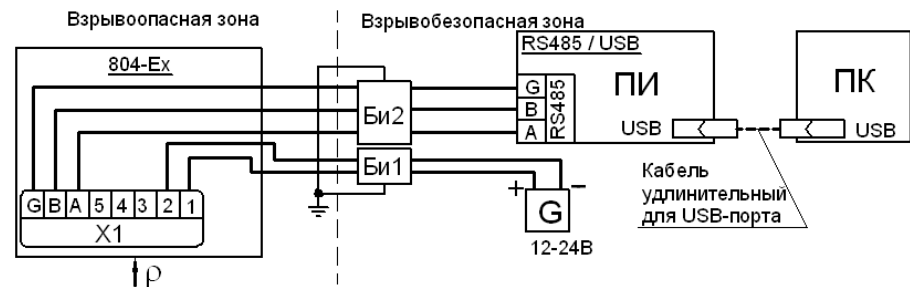 Взрывоопасная зона
Взрывобезопасная зона
804-Ex
RS485 / USB
G
B
A
RS485
ПИ
USB
ПК
USB
Би2
Би1
G B A 5 4 3 2 1
X1
+
−
G
12-24В
Кабель
удлинительный
для USB-порта
ρ